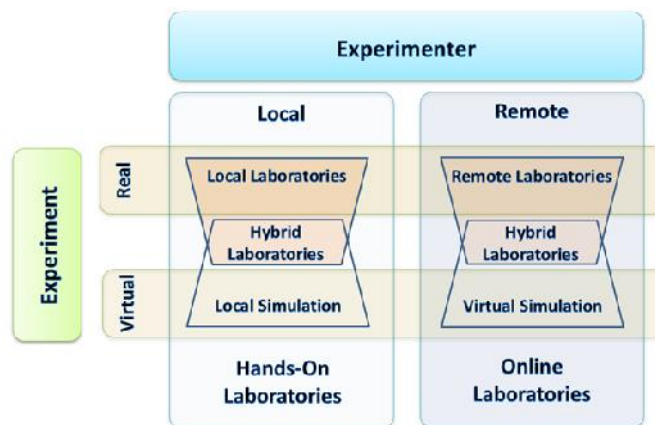 Experimenter
Local
Remote
Experiment
Real
Local Laboratories
Remote Laboratories
Hybrid
Laboratories
Hybrid
Laboratories
Virtual
Local Simulation
Virtual Simulation
Hands-On
Laboratories
Online
Laboratories